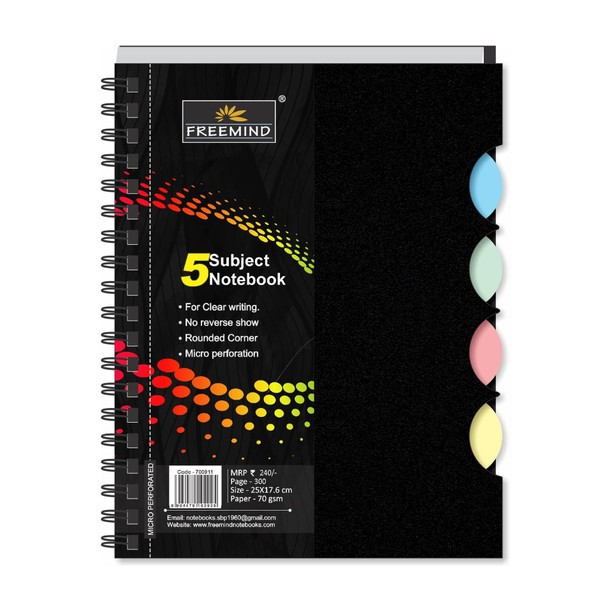 ®
FREEMIND
5 Subject
Notebook
• For Clear writing.
• No reverse show
• Rounded Corner
• Micro perforation
MICRO PERFORATED
Code - 700911
MRP ₹ 240/-
Page - 300
Size - 25X17.6 cm
Paper - 70 gsm
Email: notebooks.sbp1960@gmail.com
Website: www.freemindnotebooks.com